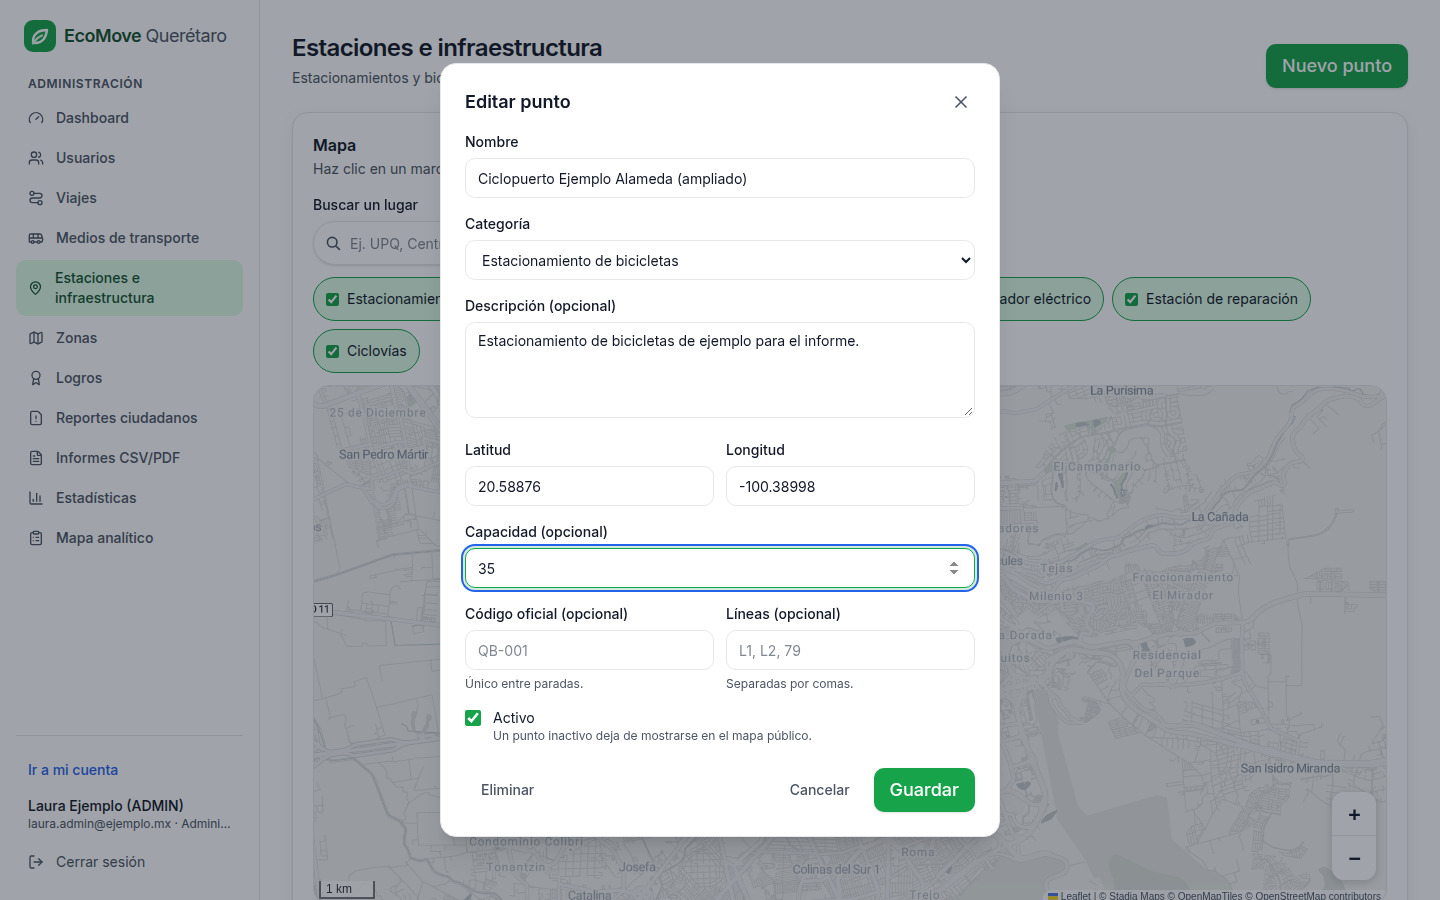 EcoMove Querétaro
ADMINISTRACIÓN
Dashboard
Usuarios
Viajes
Medios de transporte
Estaciones e
infraestructura
Zonas
Logros
Reportes ciudadanos
Informes CSV/PDF
Estadísticas
Mapa analítico
Ir a mi cuenta
Laura Ejemplo (ADMIN)
laura.admin@ejemplo.mx · Admini...
Cerrar sesión
Estaciones e infraestructura
Estacionamientos y
Nuevo punto
Mapa
Haz clic en un
Buscar un lugar
Ej. UPQ,
eléctrico
Estación de reparación
Ciclovías
Editar punto
Nombre
Ciclopuerto Ejemplo Alameda (ampliado)
Categoría
Estacionamiento de bicicletas
Descripción (opcional)
Estacionamiento de bicicletas de ejemplo para el informe.
Latitud
Longitud
20.58876
-100.38998
Capacidad (opcional)
35
Código oficial (opcional)
Líneas (opcional)
QB-001
L1, L2, 79
Único entre paradas.
Separadas por comas.
Activo
Un punto inactivo deja de mostrarse en el mapa público.
Eliminar
Cancelar
Guardar
25 de Diciembre
San Pedro Mártir
La Purísima
El Campanario
La Cañada
Tejas
Fraccionamiento
El Mirador
Milenio 3
Dorada
Residencial
Del Parque
San Isidro Miranda
Condominio Colibrí
Tonantzin
Josefa
Catalina
Roma
Colinas del Sur 1
Trejo
+
−
1 km
Leaflet | © Stadia Maps © OpenMapTiles © OpenStreetMap contributors